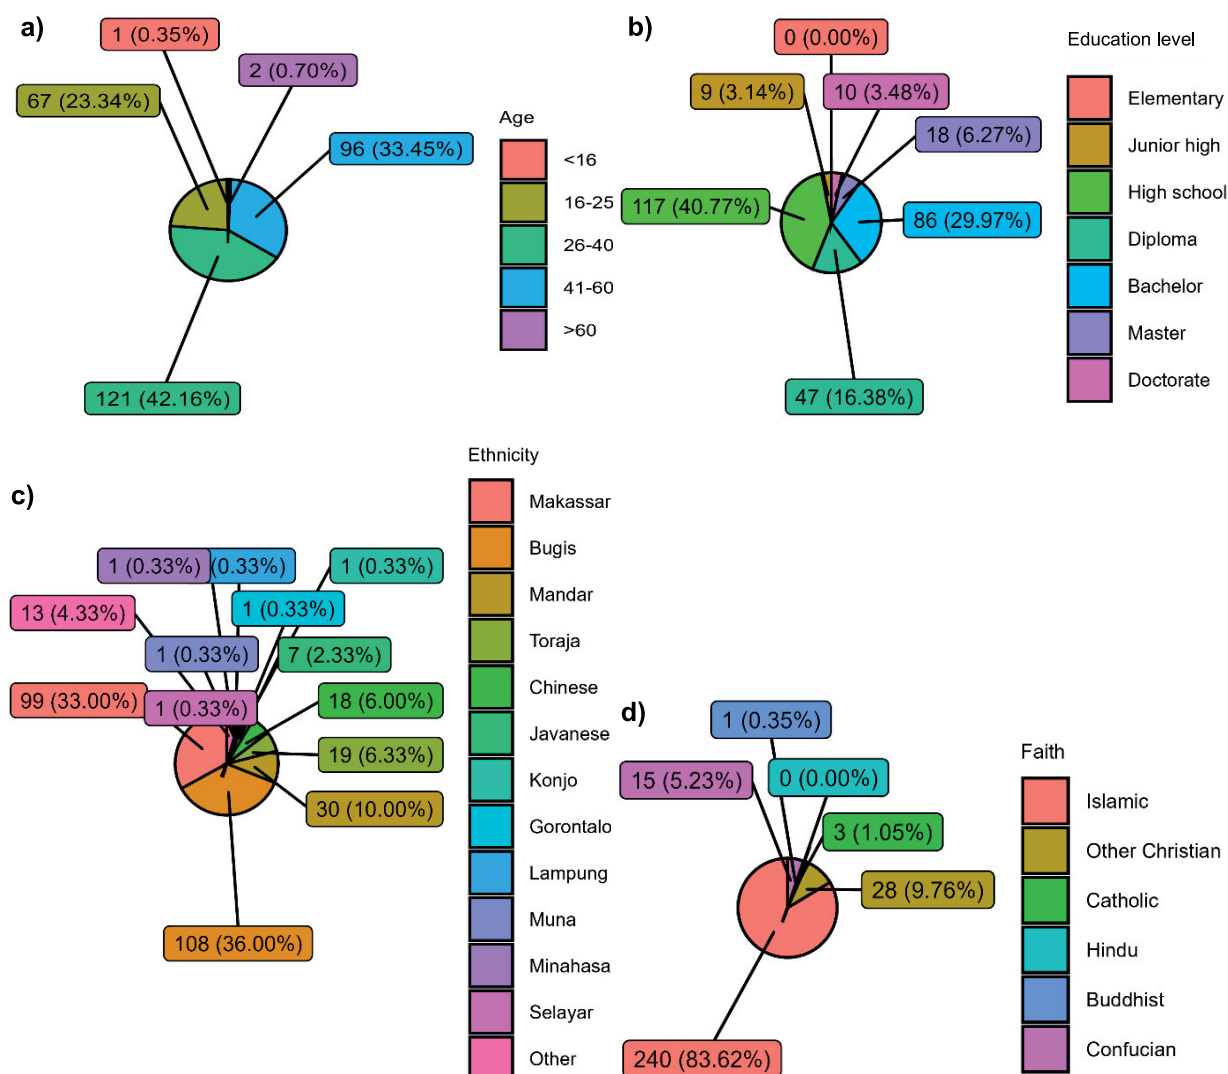 a)
1 (0.35%)
2 (0.70%)
67 (23.34%)
96 (33.45%)
121 (42.16%)
Age
<16
16-25
26-40
41-60
>60
b)
0 (0.00%)
9 (3.14%)
10 (3.48%)
18 (6.27%)
117 (40.77%)
86 (29.97%)
47 (16.38%)
Education level
Elementary
Junior high
High school
Diploma
Bachelor
Master
Doctorate
c)
1 (0.33%)
(0.33%)
1 (0.33%)
13 (4.33%)
1 (0.33%)
1 (0.33%)
7 (2.33%)
99 (33.00%)
1 (0.33%)
18 (6.00%)
19 (6.33%)
30 (10.00%)
108 (36.00%)
Ethnicity
Makassar
Bugis
Mandar
Toraja
Chinese
Javanese
Konjo
Gorontalo
Lampung
Muna
Minahasa
Selayar
Other
d)
1 (0.35%)
15 (5.23%)
0 (0.00%)
3 (1.05%)
28 (9.76%)
240 (83.62%)
Faith
Islamic
Other Christian
Catholic
Hindu
Buddhist
Confucian